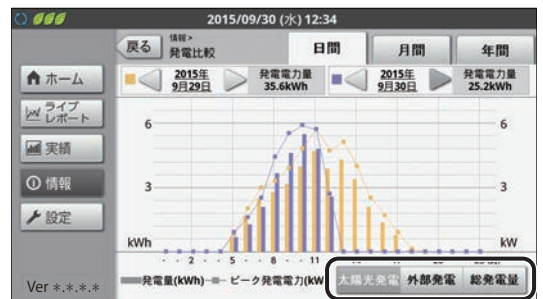 2015/09/30 (水) 12:34
戻る
情報>
発電比較
日間
月間
年間
ホーム
ライブ
レポート
実績
情報
設定
Ver *.*.*.*
2015年
9月29日
発電電力量
35.6kWh
2015年
9月30日
発電電力量
25.2kWh
6
6
3
3
kWh
kW
2 5 8 11
発電量(kWh) ピーク発電電力(kW
太陽光発電
外部発電
総発電量